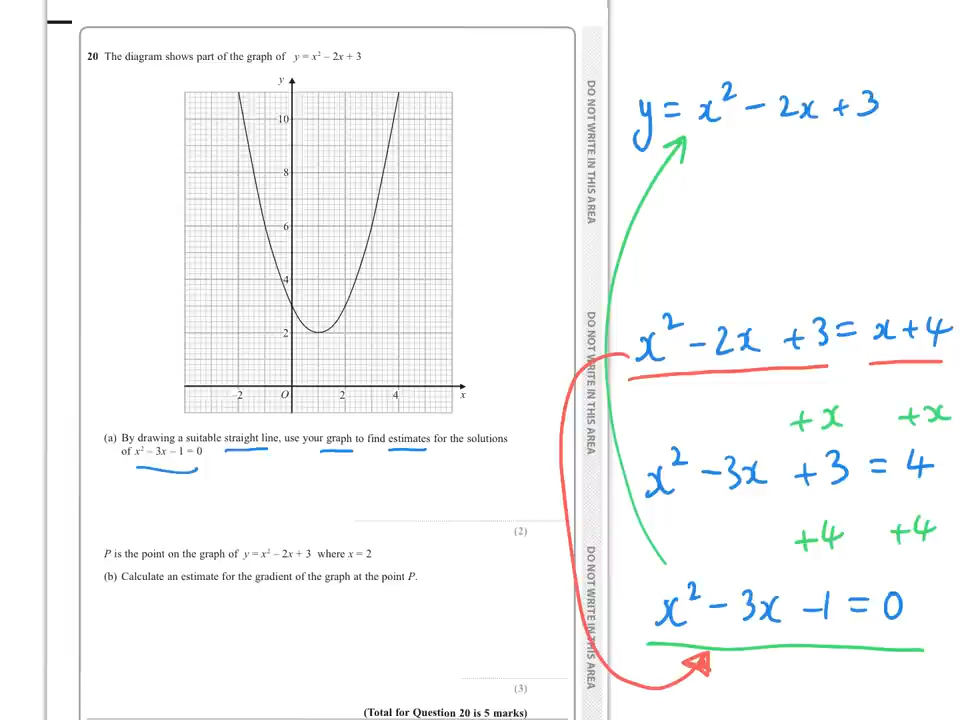 20 The diagram shows part of the graph of y = x² – 2x + 3
y
10
8
6
4
2
–2 O 2 4 x
(a) By drawing a suitable straight line, use your graph to find estimates for the solutions
of x² – 3x – 1 = 0
(2)
P is the point on the graph of y = x² – 2x + 3 where x = 2
(b) Calculate an estimate for the gradient of the graph at the point P.
(3)
(Total for Question 20 is 5 marks)
DO NOT WRITE IN THIS AREA
DO NOT WRITE IN THIS AREA
DO NOT WRITE IN THIS AREA
y = x² – 2x + 3
x² – 2x + 3 = x + 4
+x +x
x² – 3x + 3 = 4
+4 +4
x² – 3x – 1 = 0